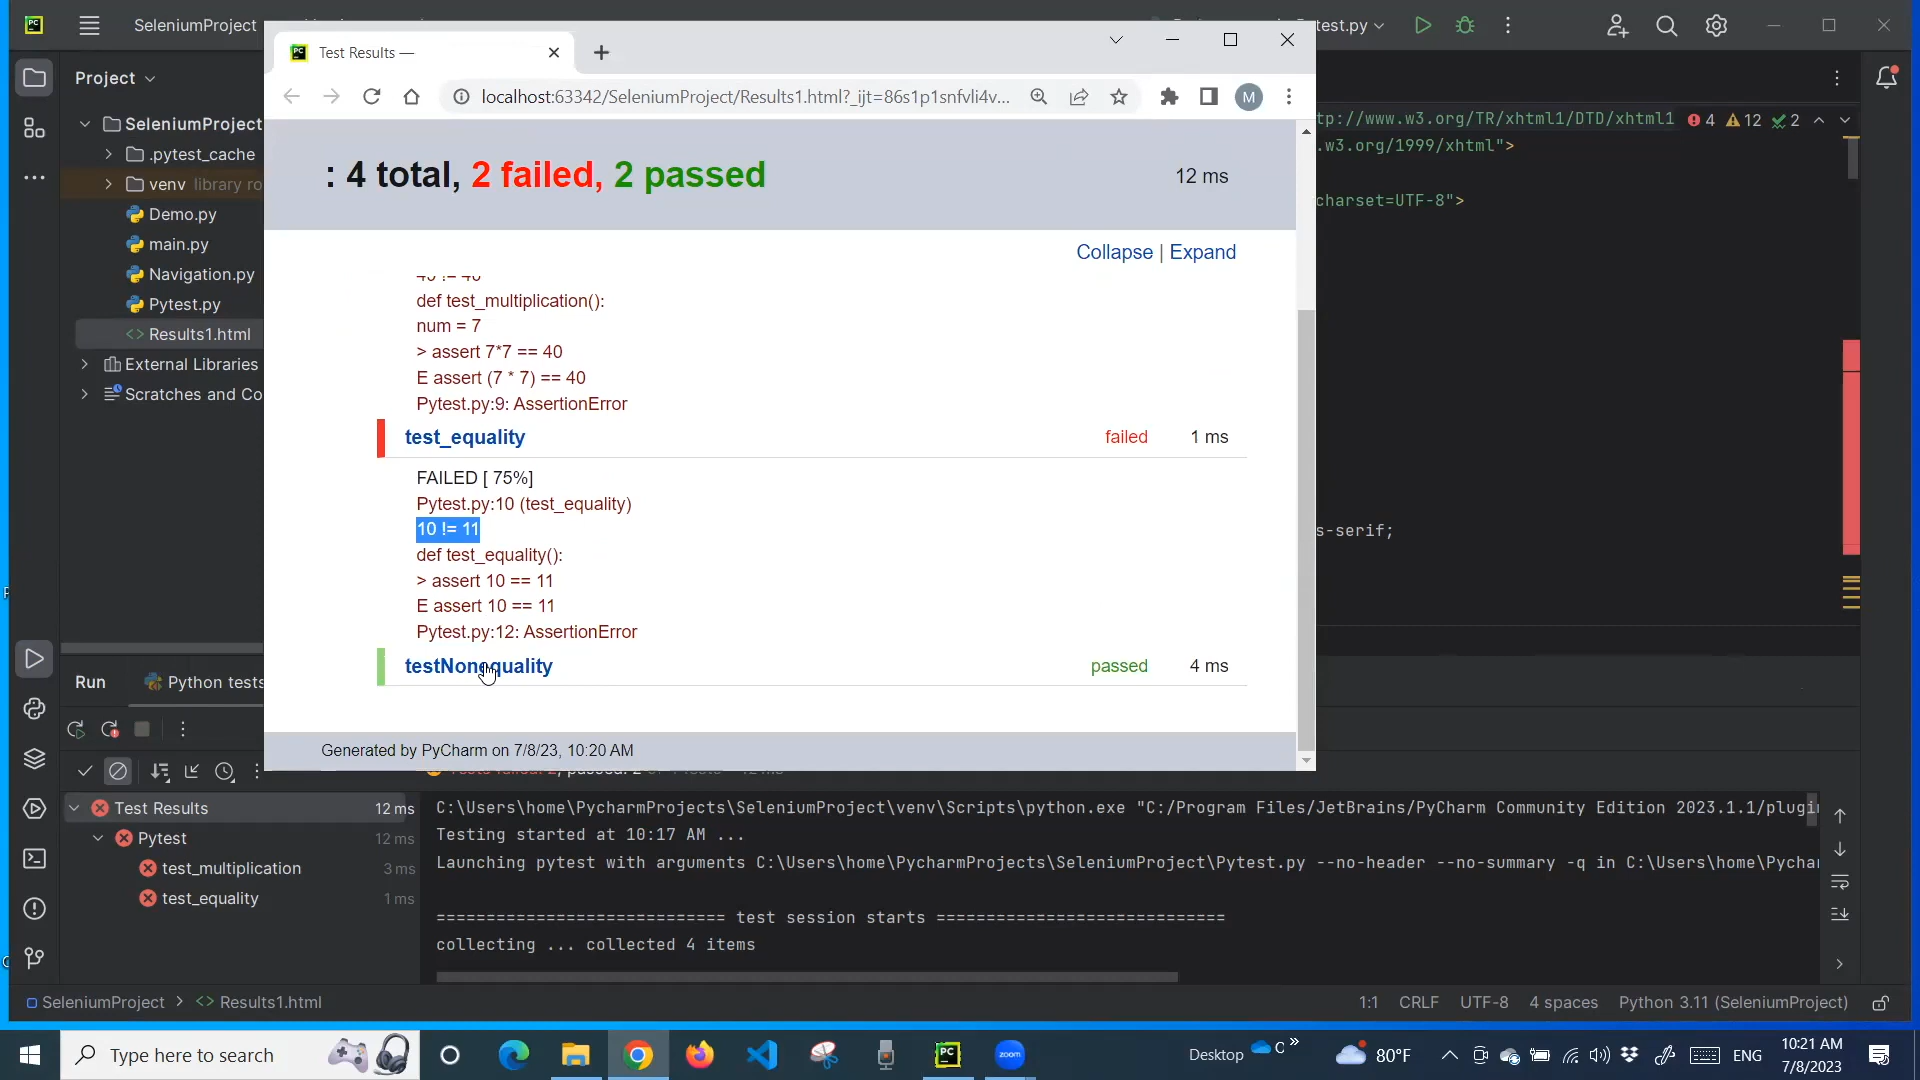 SeleniumProject
Test Results —
test.py
localhost:63342/SeleniumProject/Results1.html?_ijt=86s1p1snfvli4v...
M
Project
SeleniumProject
.pytest_cache
venv library ro
Demo.py
main.py
Navigation.py
Pytest.py
Results1.html
External Libraries
Scratches and Co
: 4 total, 2 failed, 2 passed
12 ms
Collapse | Expand
def test_multiplication():
num = 7
> assert 7*7 == 40
E assert (7 * 7) == 40
Pytest.py:9: AssertionError
test_equality
failed
1 ms
FAILED [ 75%]
Pytest.py:10 (test_equality)
10 != 11
def test_equality():
> assert 10 == 11
E assert 10 == 11
Pytest.py:12: AssertionError
testNonequality
passed
4 ms
Generated by PyCharm on 7/8/23, 10:20 AM
tp://www.w3.org/TR/xhtml1/DTD/xhtml1
4 12 2
.w3.org/1999/xhtml">
charset=UTF-8">
s-serif;
Run
Python tests
Test Results 12 ms
Pytest 12 ms
test_multiplication 3 ms
test_equality 1 ms
C:\Users\home\PycharmProjects\SeleniumProject\venv\Scripts\python.exe "C:/Program Files/JetBrains/PyCharm Community Edition 2023.1.1/plugi
Testing started at 10:17 AM ...
Launching pytest with arguments C:\Users\home\PycharmProjects\SeleniumProject\Pytest.py --no-header --no-summary -q in C:\Users\home\Pychar
============================= test session starts =============================
collecting ... collected 4 items
SeleniumProject > Results1.html
1:1 CRLF UTF-8 4 spaces Python 3.11 (SeleniumProject)
Type here to search
zoom
Desktop
80°F
ENG
10:21 AM
7/8/2023